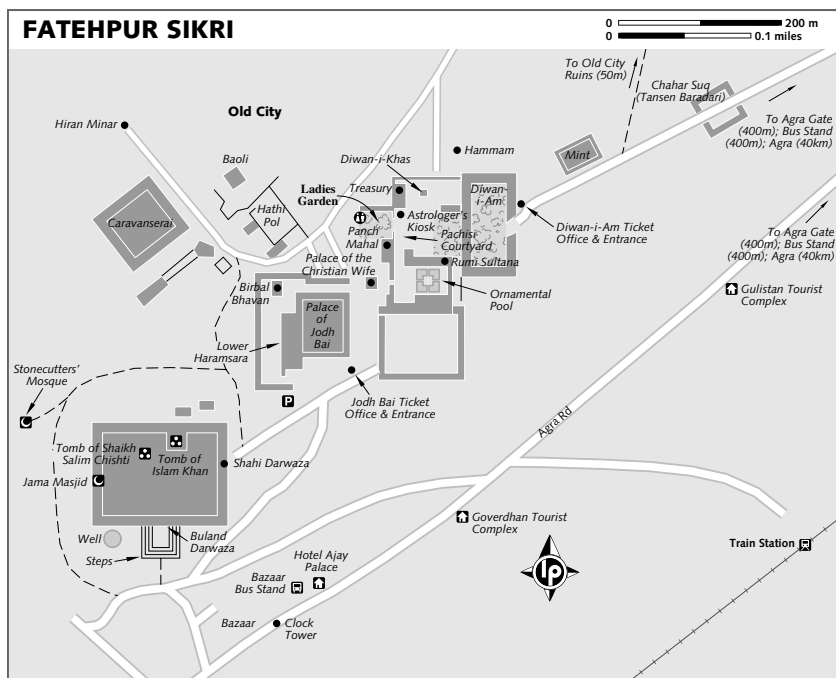 FATEHPUR SIKRI
0 200 m
0 0.1 miles
To Old City
Ruins (50m)
Chahar Suq
(Tansen Baradari)
To Agra Gate
(400m); Bus Stand
(400m); Agra (40km)
Old City
Hiran Minar
Hammam
Mint
Baoli
Diwan-i-Khas
Treasury
Diwan-
i-Am
Ladies
Garden
Hathi
Pol
Caravanserai
Astrologer's
Kiosk
Diwan-i-Am Ticket
Office & Entrance
Panch
Mahal
Pachisi
Courtyard
To Agra Gate
(400m); Bus Stand
(400m); Agra (40km)
Palace of the
Christian Wife
Rumi Sultana
Birbal
Bhavan
Ornamental
Pool
Gulistan Tourist
Complex
Palace
of
Jodh
Bai
Lower
Haramsara
Stonecutters'
Mosque
P
Jodh Bai Ticket
Office & Entrance
Agra Rd
Tomb of Shaikh
Salim Chishti
Tomb of
Islam Khan
Shahi Darwaza
Jama Masjid
Goverdhan Tourist
Complex
Well
Buland
Darwaza
Steps
Train Station
Hotel Ajay
Palace
Bazaar
Bus Stand
lp
Bazaar
Clock
Tower